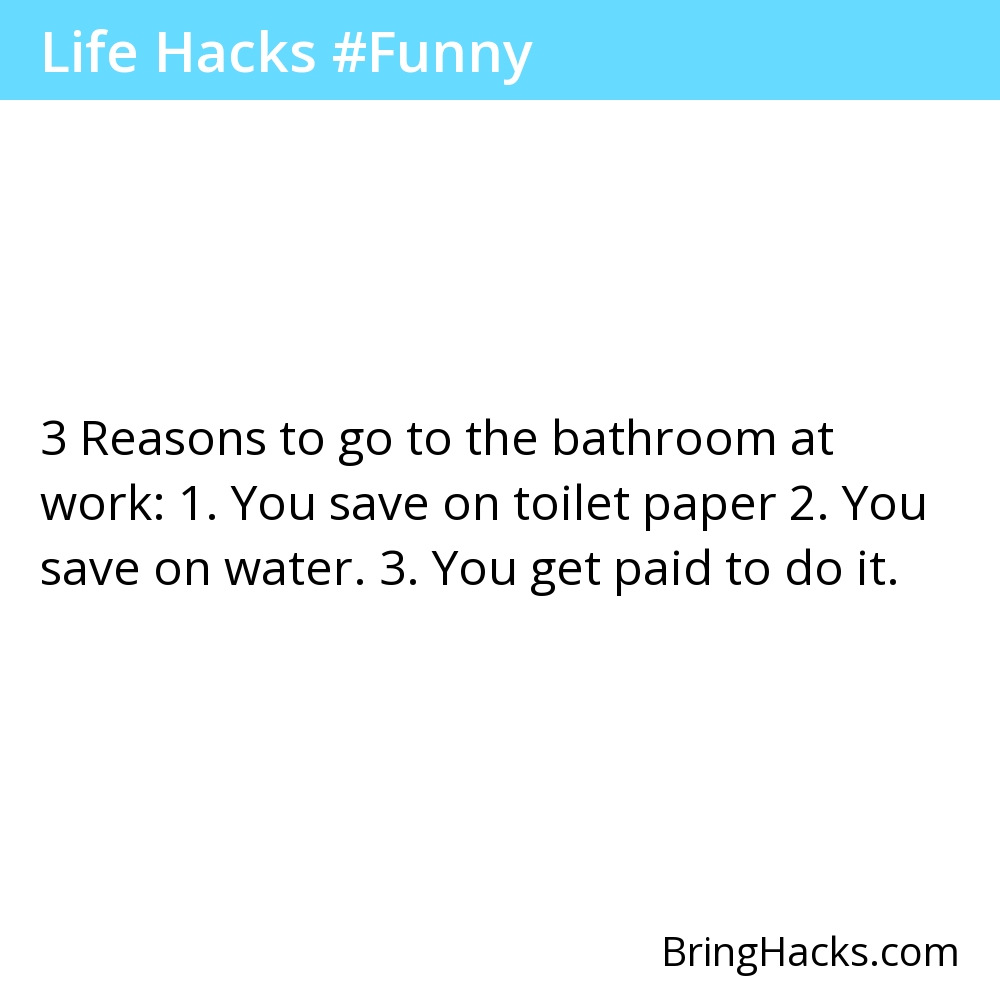 Life Hacks #Funny
3 Reasons to go to the bathroom at
work: 1. You save on toilet paper 2. You
save on water. 3. You get paid to do it.
BringHacks.com